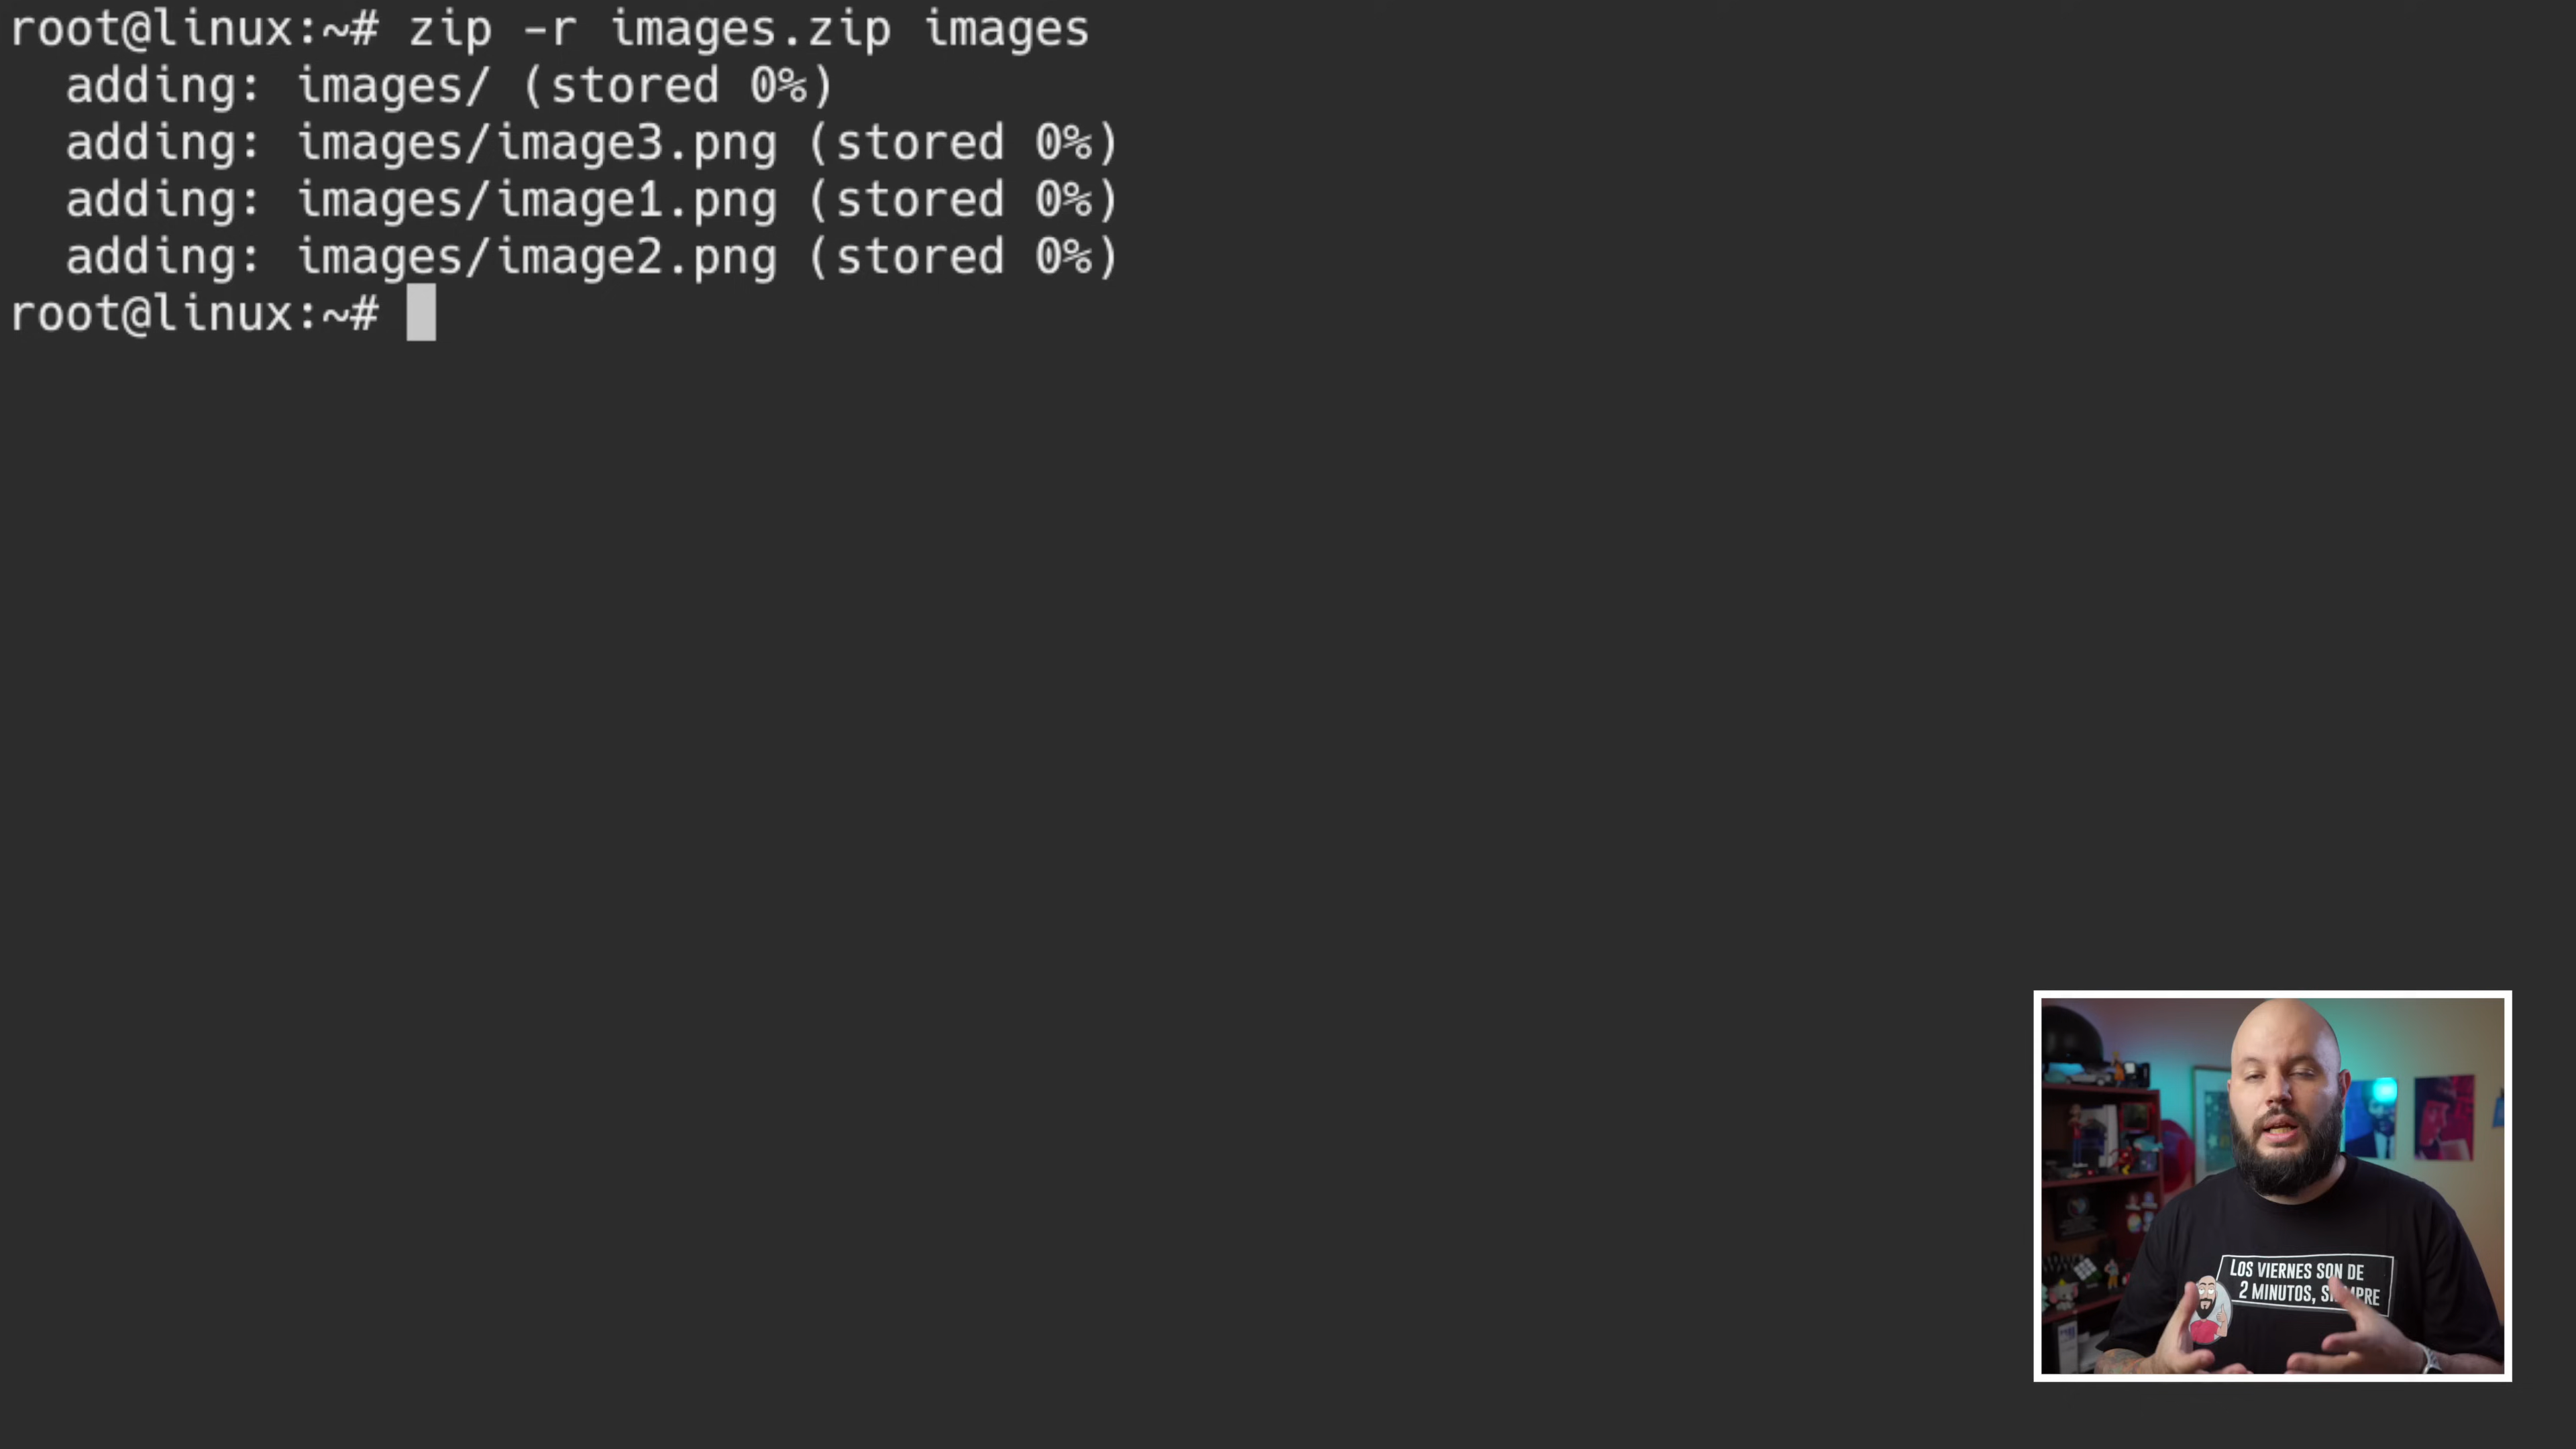 root@linux:~# zip -r images.zip images
  adding: images/ (stored 0%)
  adding: images/image3.png (stored 0%)
  adding: images/image1.png (stored 0%)
  adding: images/image2.png (stored 0%)
root@linux:~#
LOS VIERNES SON DE
2 MINUTOS, SIEMPRE